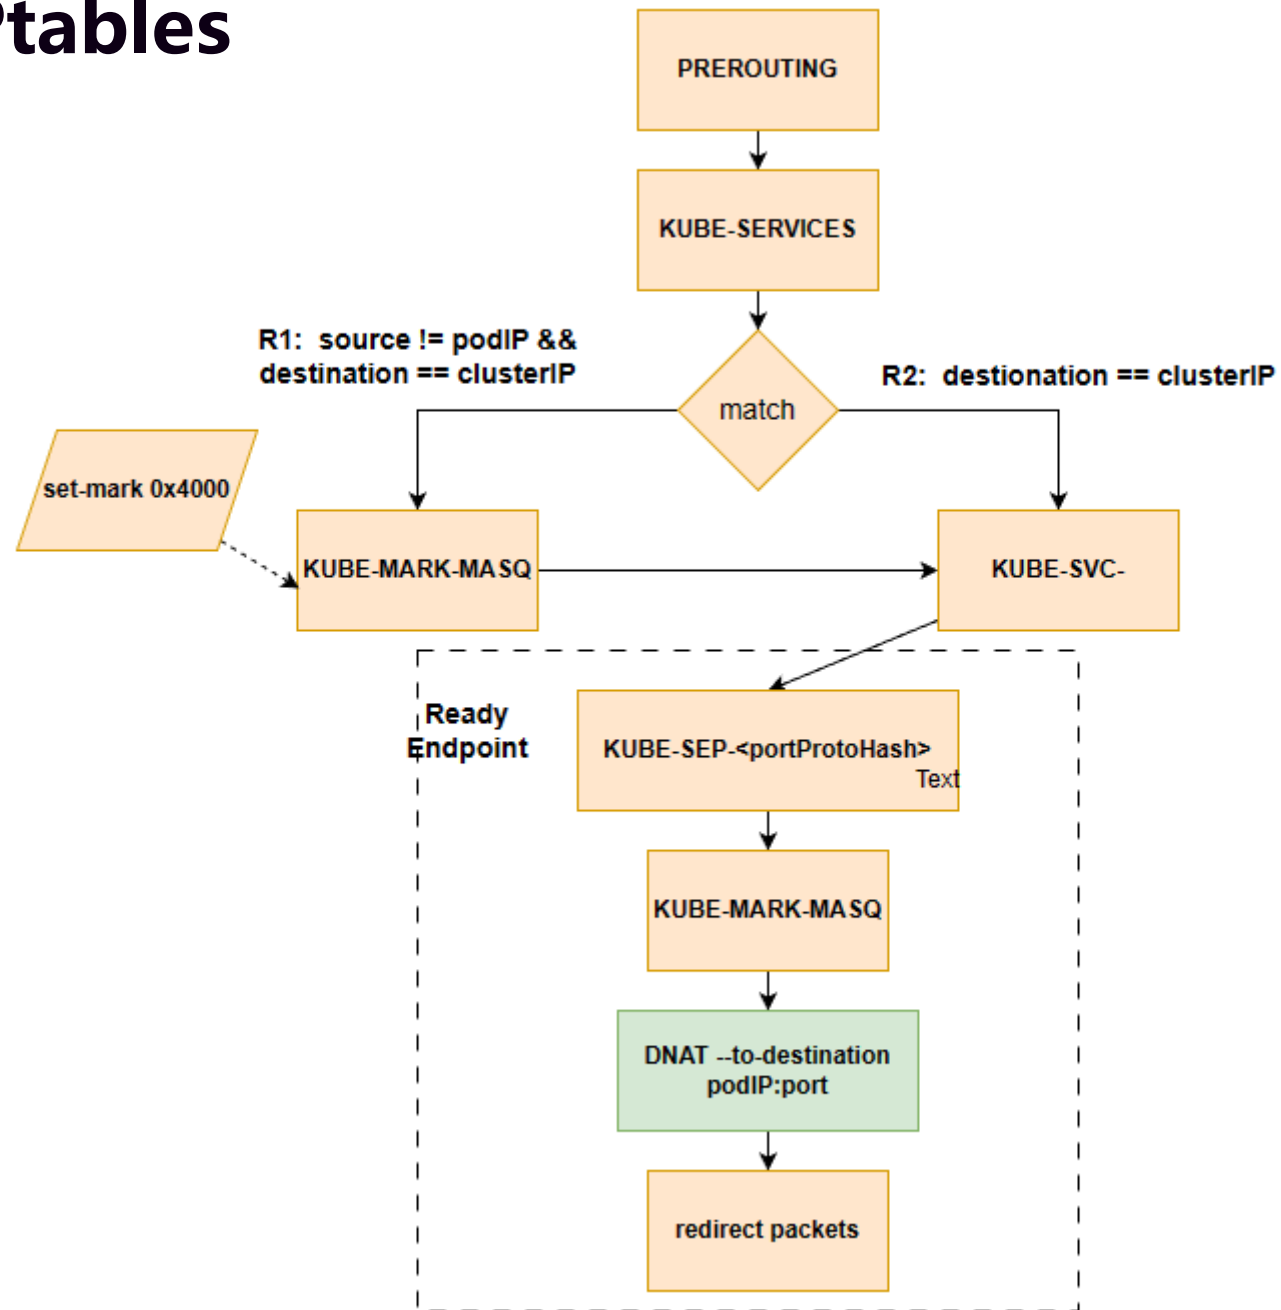 Ptables
PREROUTING
KUBE-SERVICES
R1: source != podIP &&
destination == clusterIP
match
R2: destionation == clusterIP
set-mark 0x4000
KUBE-MARK-MASQ
KUBE-SVC-
Ready
Endpoint
KUBE-SEP-<portProtoHash>
Text
KUBE-MARK-MASQ
DNAT --to-destination
podIP:port
redirect packets